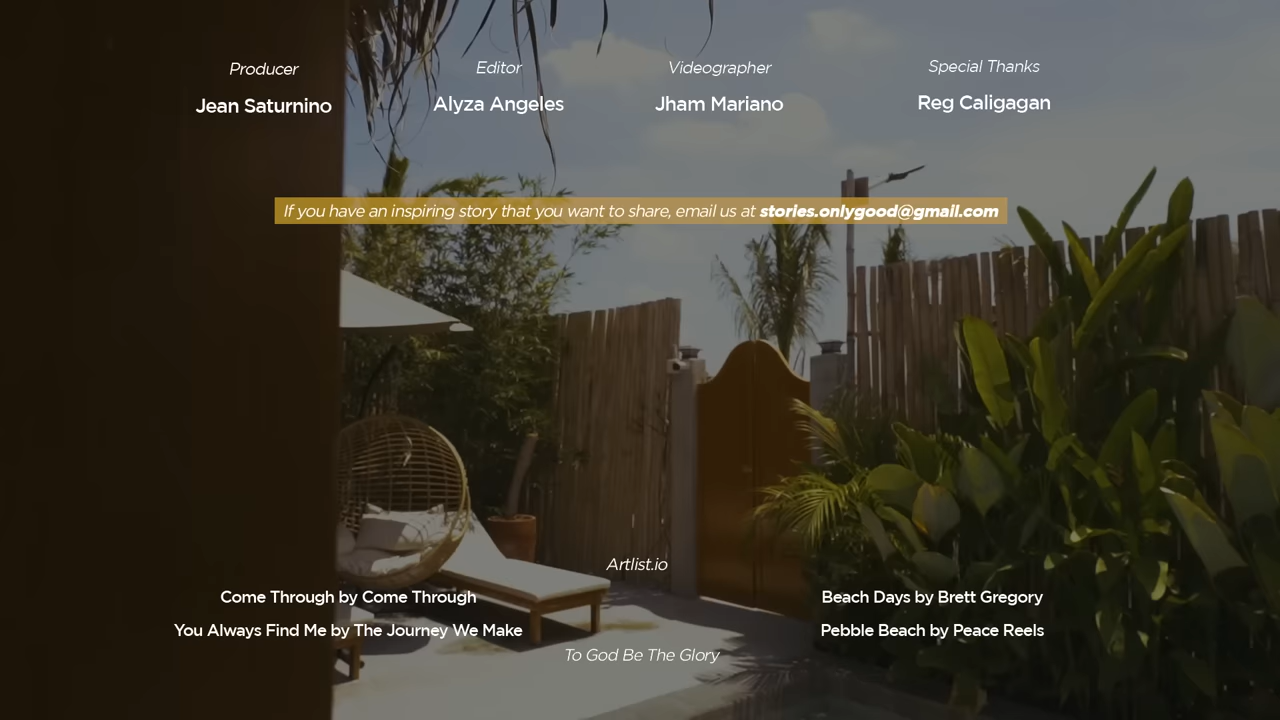 Producer
Jean Saturnino
Editor
Alyza Angeles
Videographer
Jham Mariano
Special Thanks
Reg Caligagan
If you have an inspiring story that you want to share, email us at stories.onlygood@gmail.com
Artlist.io
Come Through by Come Through
You Always Find Me by The Journey We Make
Beach Days by Brett Gregory
Pebble Beach by Peace Reels
To God Be The Glory